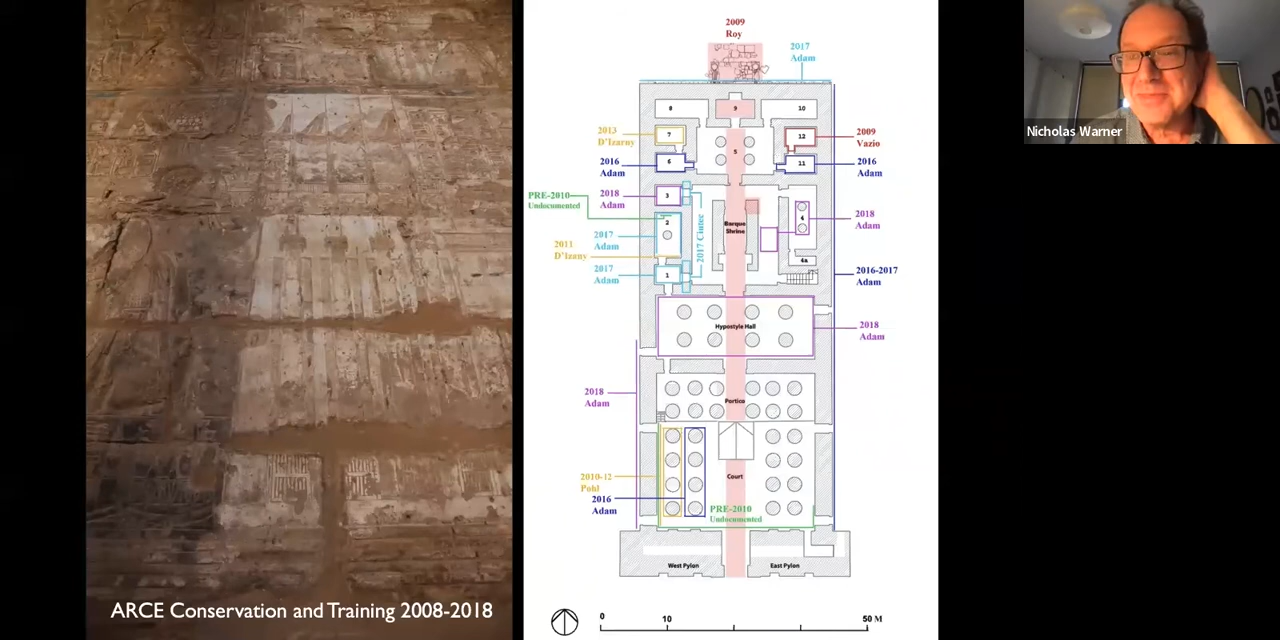 2009
Roy
2017
Adam
8
9
10
2013
D'Izarny
7
12
2009
Vazio
5
2016
Adam
6
11
2016
Adam
PRE-2010
Undocumented
2018
Adam
3
2
4
2018
Adam
Barque
Shrine
2017 Ciutec
2017
Adam
2011
D'Izany
2017
Adam
1
4a
2016-2017
Adam
Hypostyle Hall
2018
Adam
2018
Adam
Portico
2010-12
Pohl
2016
Adam
Court
PRE-2010
Undocumented
West Pylon
East Pylon
0
10
50 M
ARCE Conservation and Training 2008-2018
Nicholas Warner